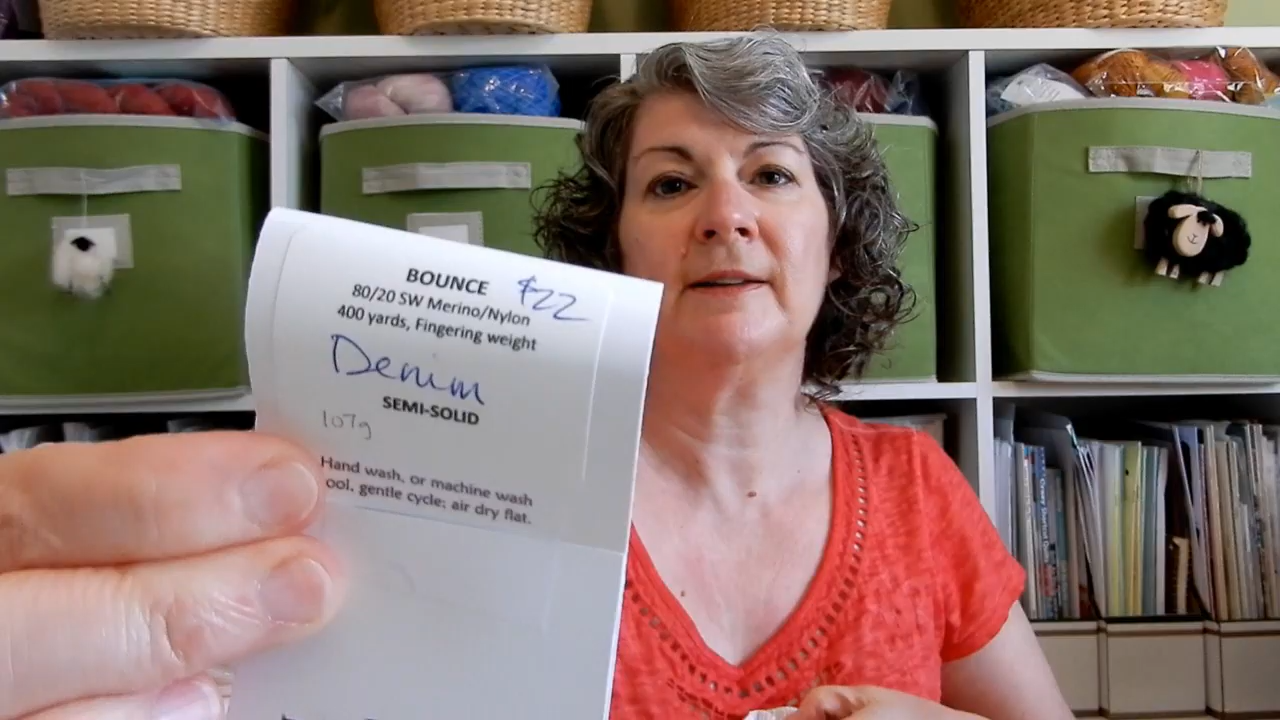 BOUNCE $22
80/20 SW Merino/Nylon
400 yards, Fingering weight
Denim
SEMI-SOLID
107g
Hand wash, or machine wash
ool, gentle cycle; air dry flat.